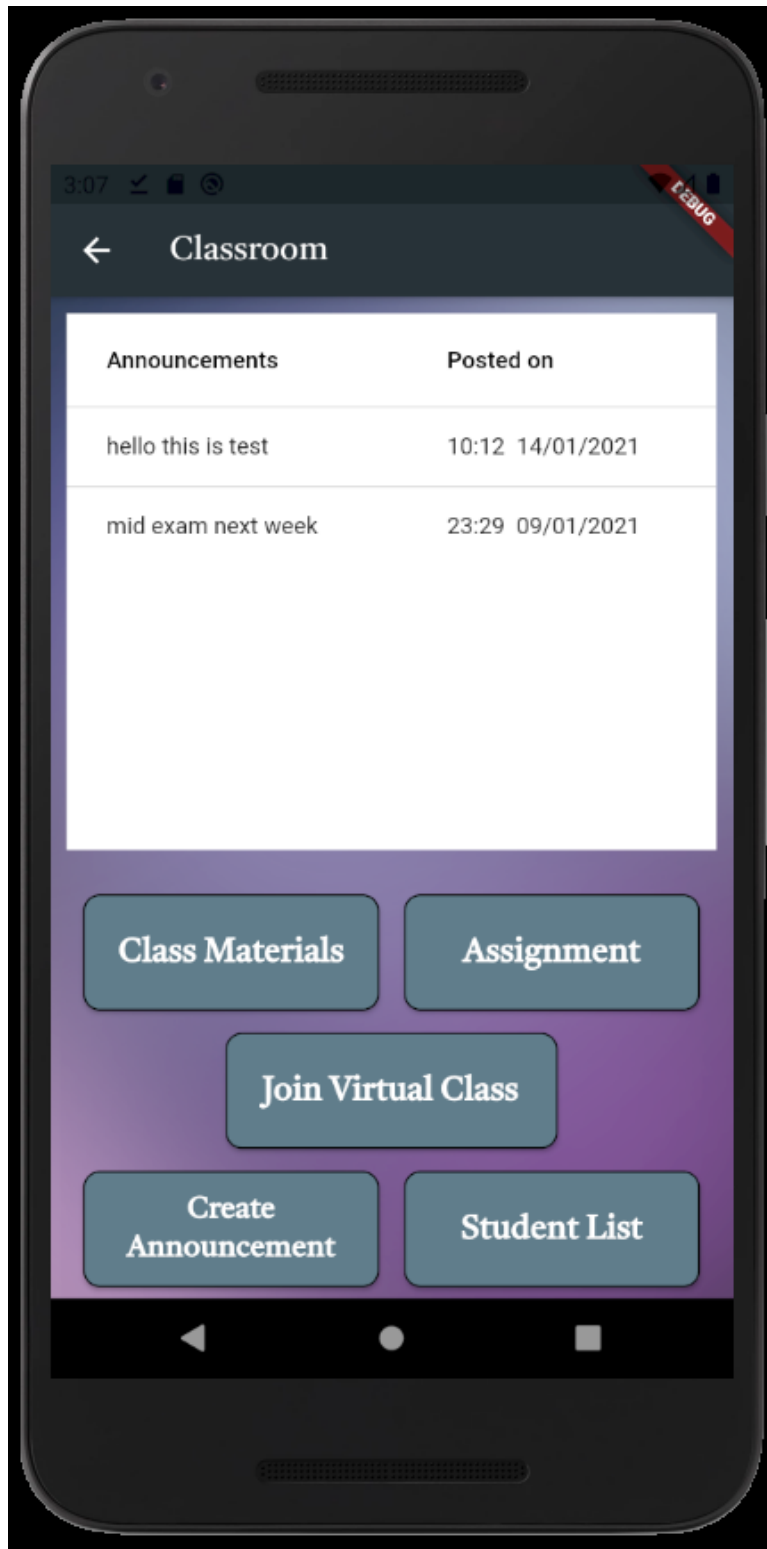 3:07
DEBUG
Classroom
Announcements Posted on
hello this is test 10:12 14/01/2021
mid exam next week 23:29 09/01/2021
Class Materials Assignment
Join Virtual Class
Create
Announcement
Student List